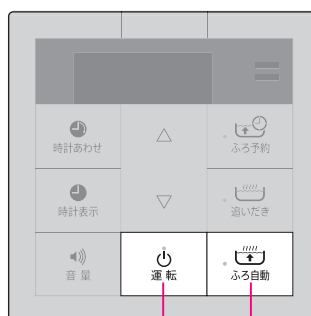 時計あわせ
ふろ予約
時計表示
追いだき
音量
運転
ふろ自動